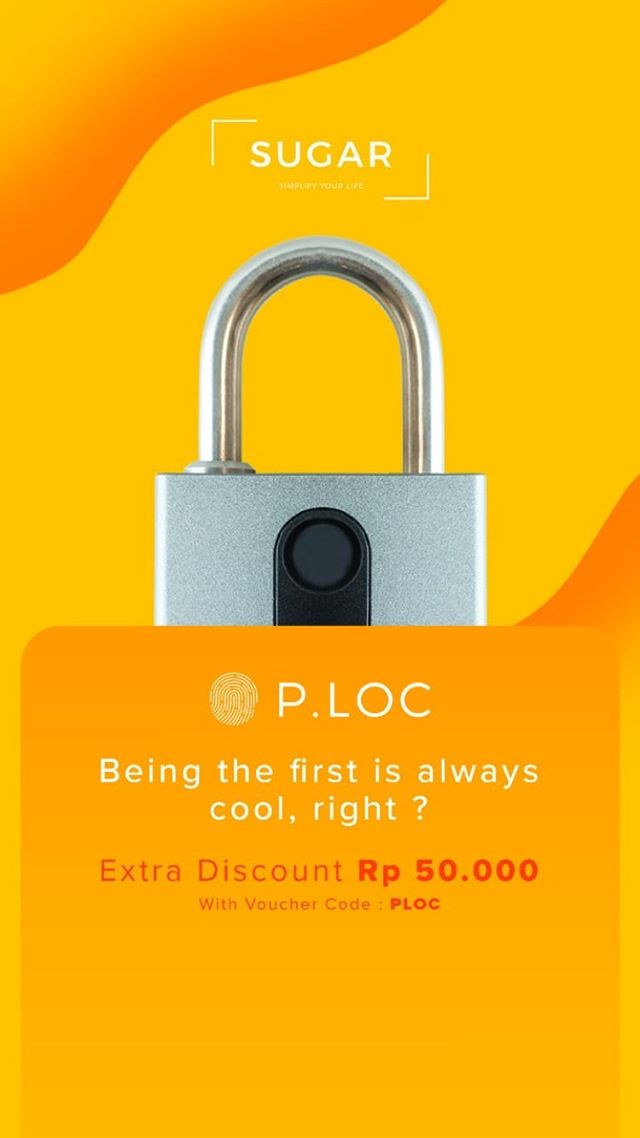 SUGAR
SIMPLIFY YOUR LIFE
P.LOC
Being the first is always
cool, right ?
Extra Discount Rp 50.000
With Voucher Code : PLOC